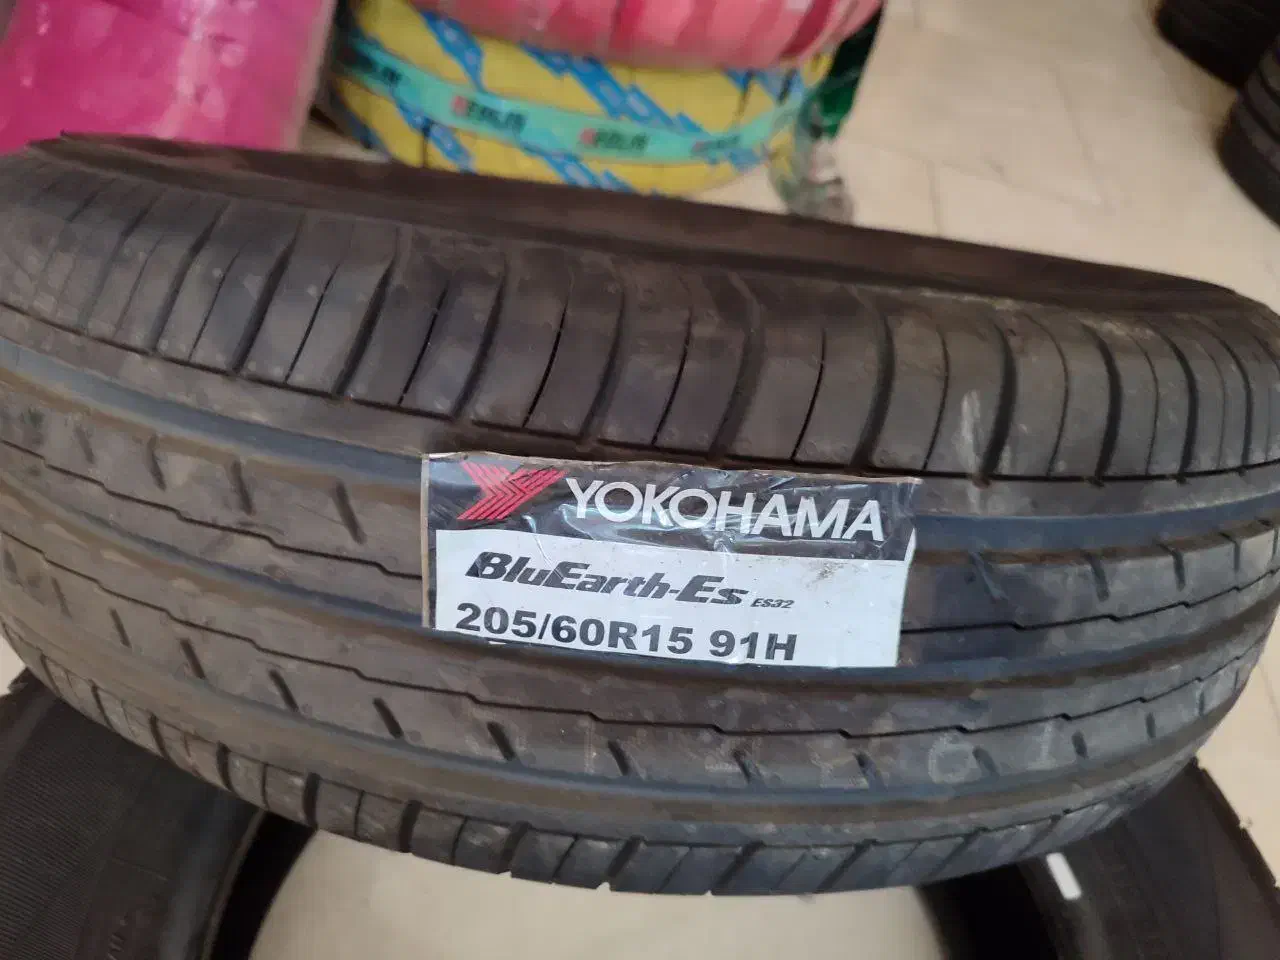 YOKOHAMA
BluEarth-Es ES32
205/60R15 91H